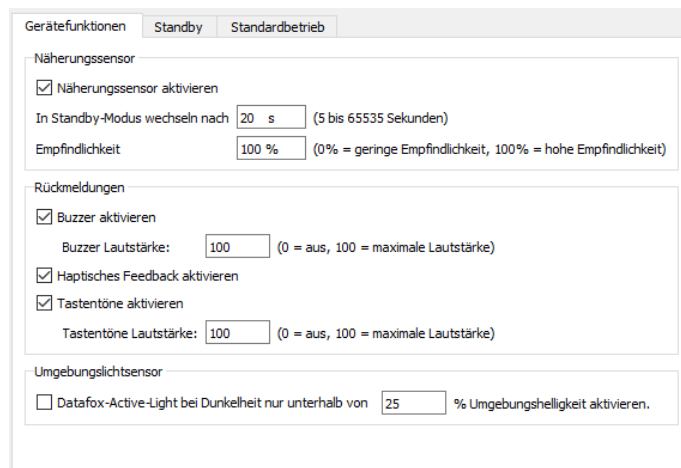 Gerätefunktionen Standby Standardbetrieb
Näherungssensor
Näherungssensor aktivieren
In Standby-Modus wechseln nach 20 s (5 bis 65535 Sekunden)
Empfindlichkeit 100 % (0% = geringe Empfindlichkeit, 100% = hohe Empfindlichkeit)
Rückmeldungen
Buzzer aktivieren
Buzzer Lautstärke: 100 (0 = aus, 100 = maximale Lautstärke)
Haptisches Feedback aktivieren
Tastentöne aktivieren
Tastentöne Lautstärke: 100 (0 = aus, 100 = maximale Lautstärke)
Umgebungslichtsensor
Datafox-Active-Light bei Dunkelheit nur unterhalb von 25 % Umgebungshelligkeit aktivieren.